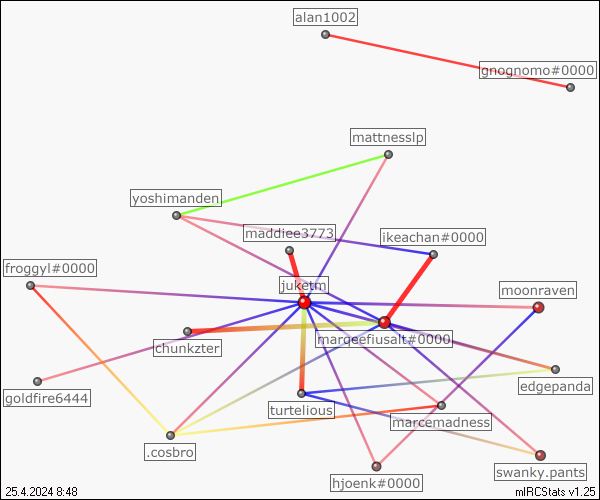 alan1002
gnognomo#0000
mattnesslp
yoshimanden
maddiee3773
ikeachan#0000
froggyl#0000
juketm
moonraven
marqeefiusalt#0000
chunkzter
edgepanda
goldfire6444
turtelious
marcemadness
.cosbro
swanky.pants
hjoenk#0000
25.4.2024 8:48
mIRCStats v1.25